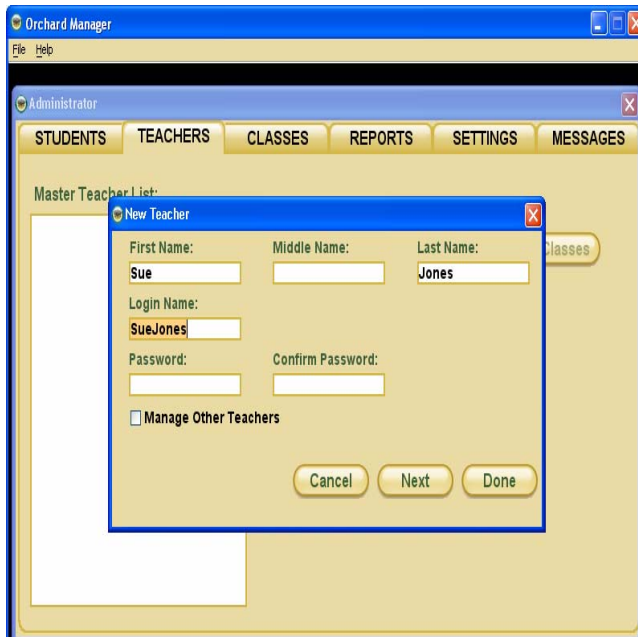 Orchard Manager
File Help
Administrator
STUDENTS TEACHERS CLASSES REPORTS SETTINGS MESSAGES
Master Teacher List:
New Teacher
Classes
First Name: Middle Name: Last Name:
Sue Jones
Login Name:
SueJones
Password: Confirm Password:
Manage Other Teachers
Cancel Next Done